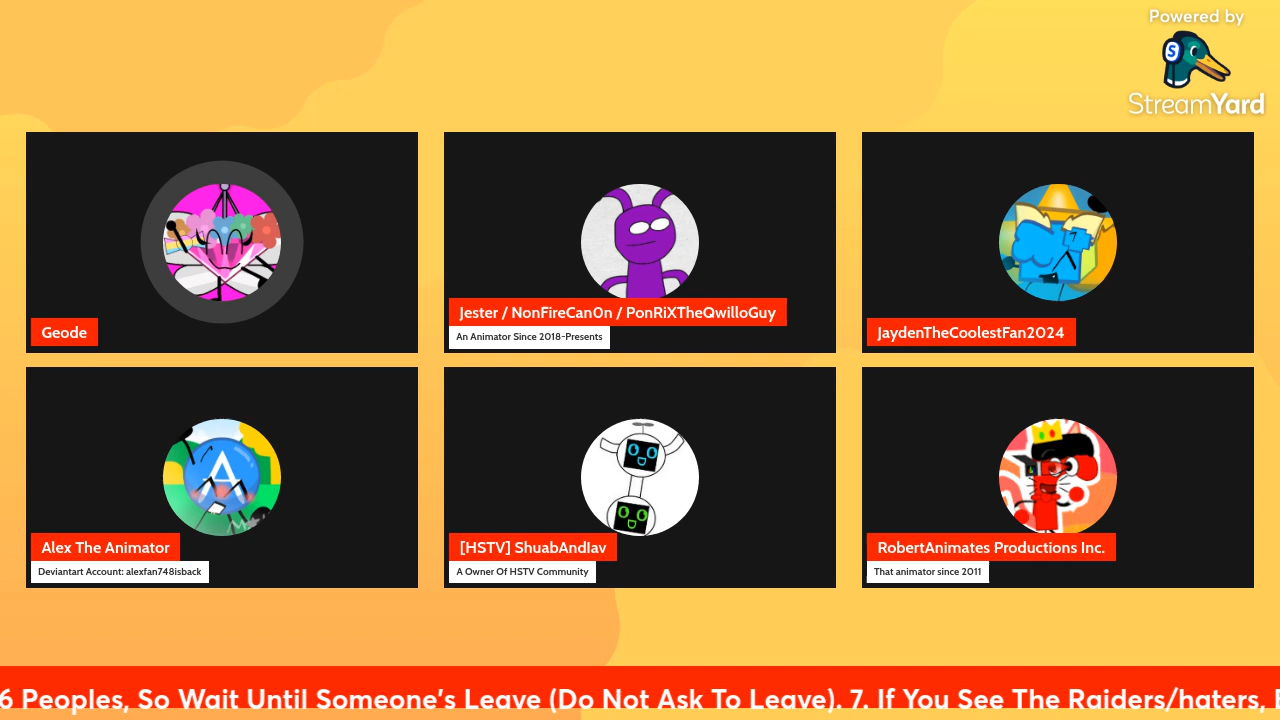 Powered by
StreamYard
Geode
Jester / NonFireCan0n / PonRiXTheQwilloGuy
An Animator Since 2018-Presents
JaydenTheCoolestFan2024
Alex The Animator
Deviantart Account: alexfan748isback
[HSTV] ShuabAndIav
A Owner Of HSTV Community
RobertAnimates Productions Inc.
That animator since 2011
6 Peoples, So Wait Until Someone's Leave (Do Not Ask To Leave). 7. If You See The Raiders/haters,